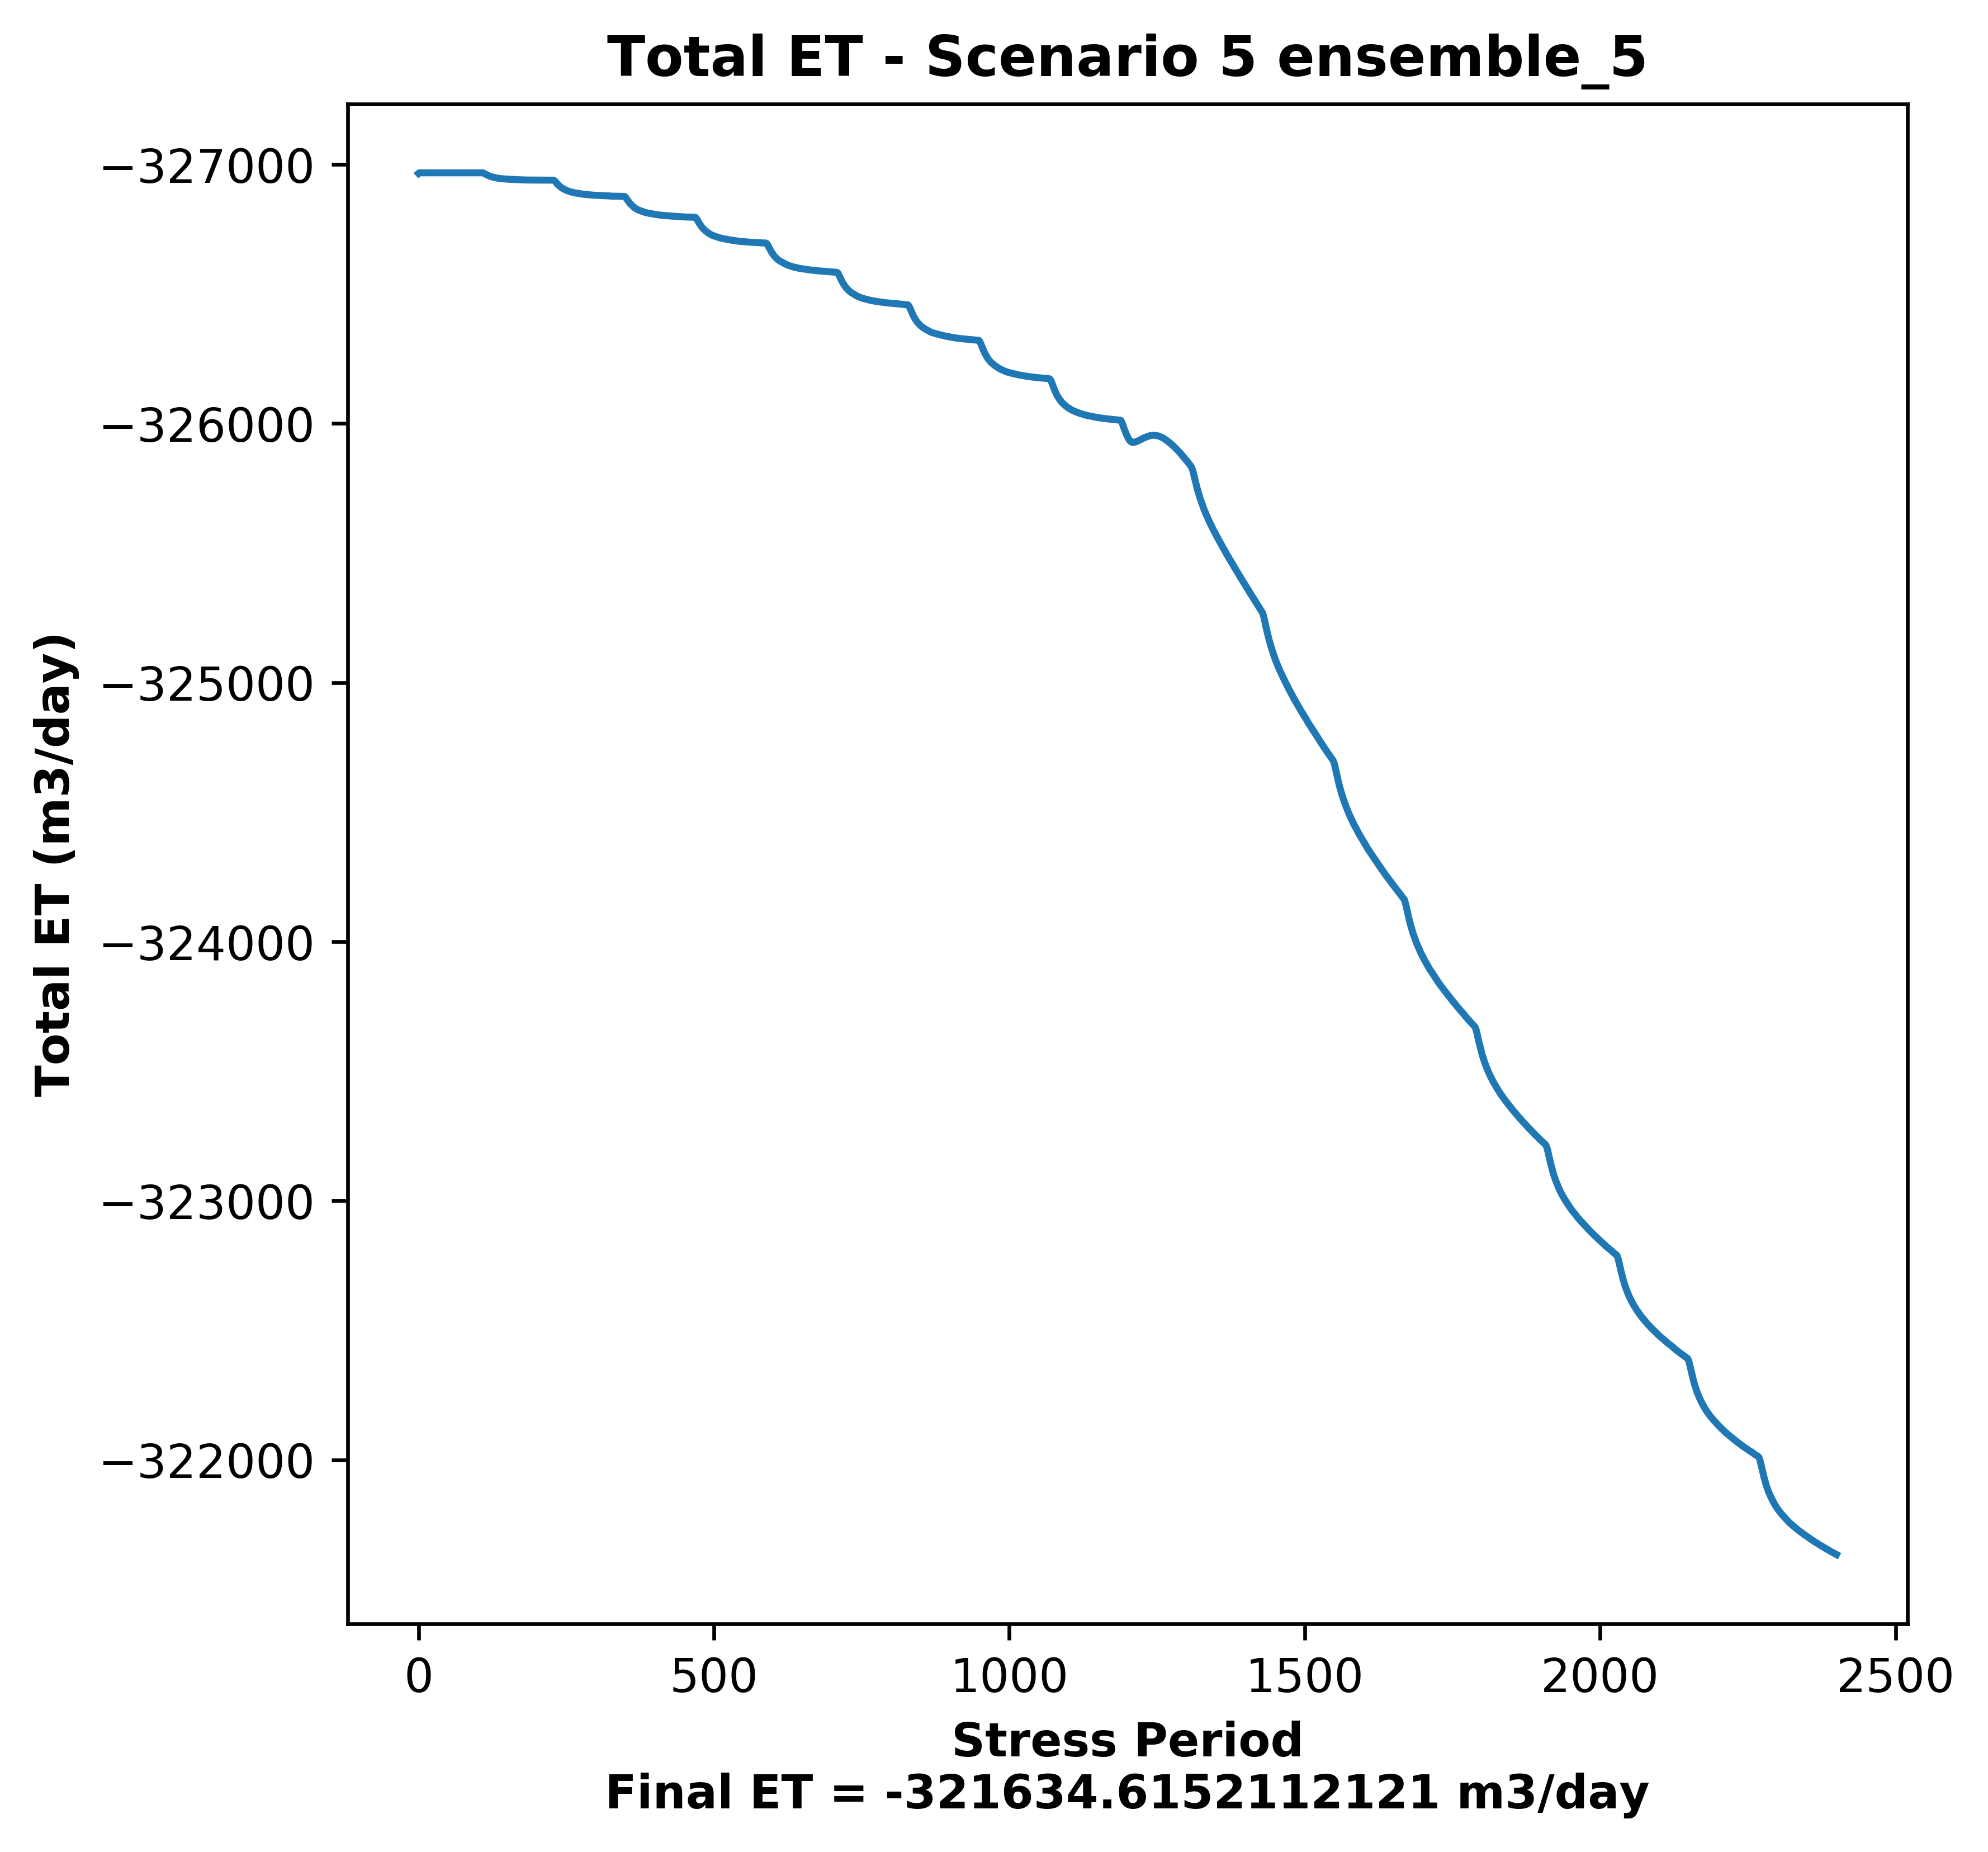 Total ET - Scenario 5 ensemble_5
Total ET (m3/day)
−327000
−326000
−325000
−324000
−323000
−322000
0 500 1000 1500 2000 2500
Stress Period
Final ET = -321634.6152112121 m3/day